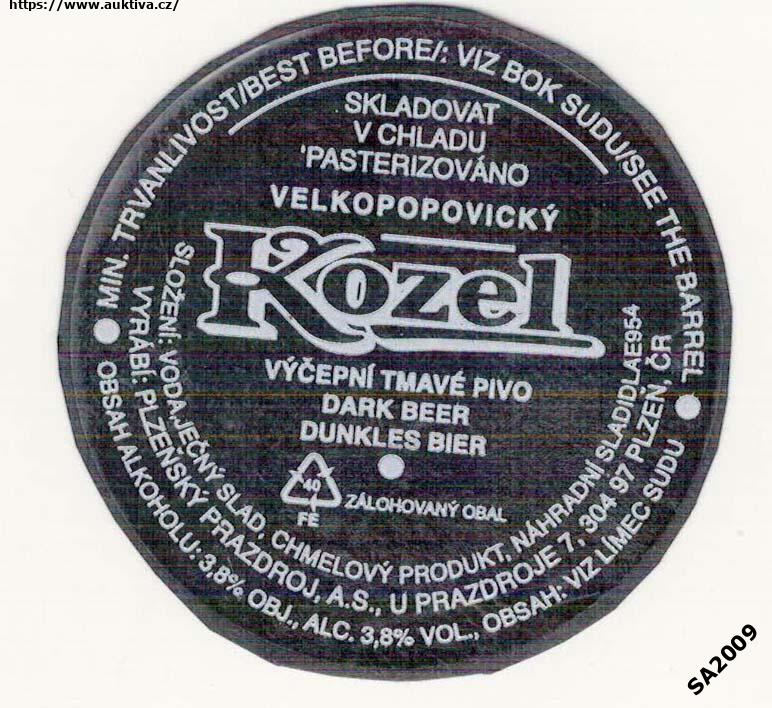 https://www.auktiva.cz/
MIN. TRVANLIVOST/BEST BEFORE/: VIZ BOK SUDU/SEE THE BARREL
SKLADOVAT
V CHLADU
PASTERIZOVÁNO
VELKOPOPOVICKÝ
Kozel
VÝČEPNÍ TMAVÉ PIVO
DARK BEER
DUNKLES BIER
40
FE
ZÁLOHOVANÝ OBAL
SLOŽENÍ: VODA, JEČNÝ SLAD, CHMELOVÝ PRODUKT, NÁHRADNÍ SLADIDLAE954
VYRÁBÍ: PLZEŇSKÝ PRAZDROJ, A.S., U PRAZDROJE 7, 304 97 PLZEŇ, ČR
OBSAH ALKOHOLU: 3,8% OBJ., ALC. 3,8% VOL., OBSAH: VIZ LÍMEC SUDU
SA2009